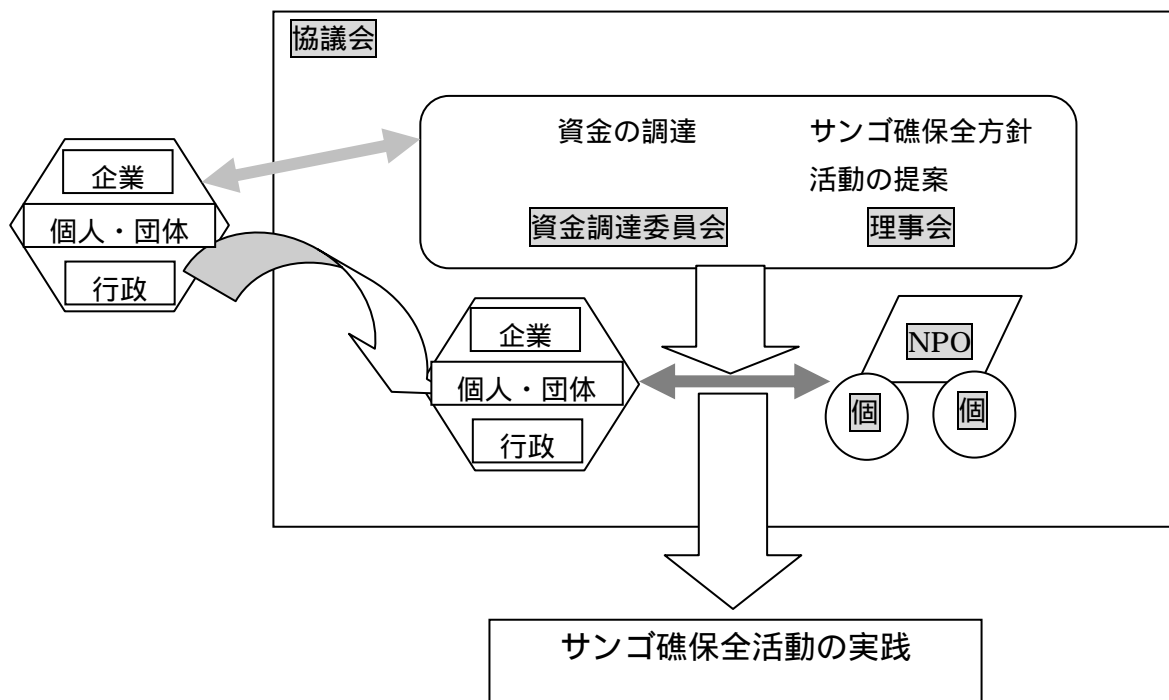 協議会
資金の調達
サンゴ礁保全方針
活動の提案
資金調達委員会
理事会
企業
個人・団体
行政
企業
個人・団体
行政
NPO
個
個
サンゴ礁保全活動の実践